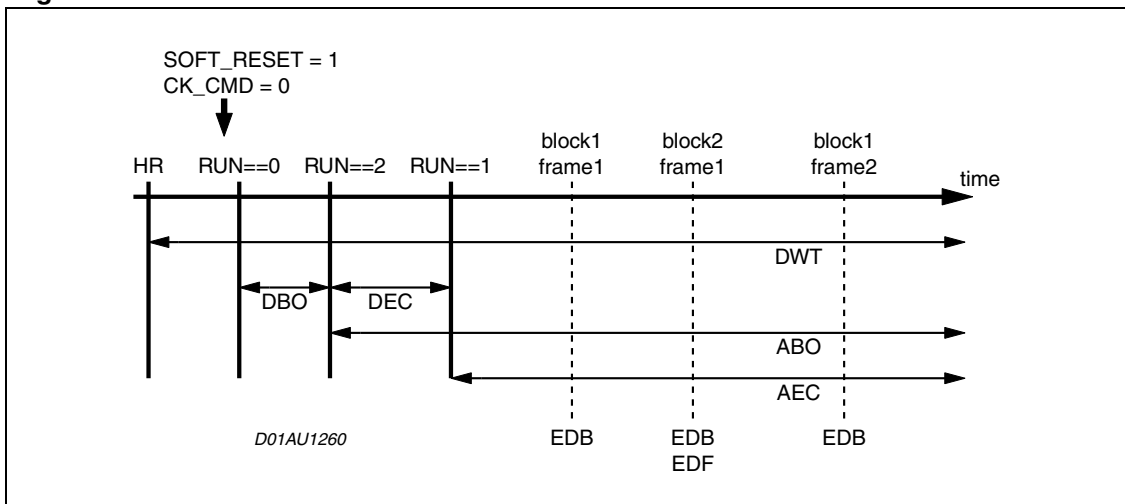 SOFT_RESET = 1
CK_CMD = 0
HR RUN==0 RUN==2 RUN==1
block1
frame1
block2
frame1
block1
frame2
time
DWT
DBO DEC
ABO
AEC
D01AU1260
EDB
EDB
EDF
EDB